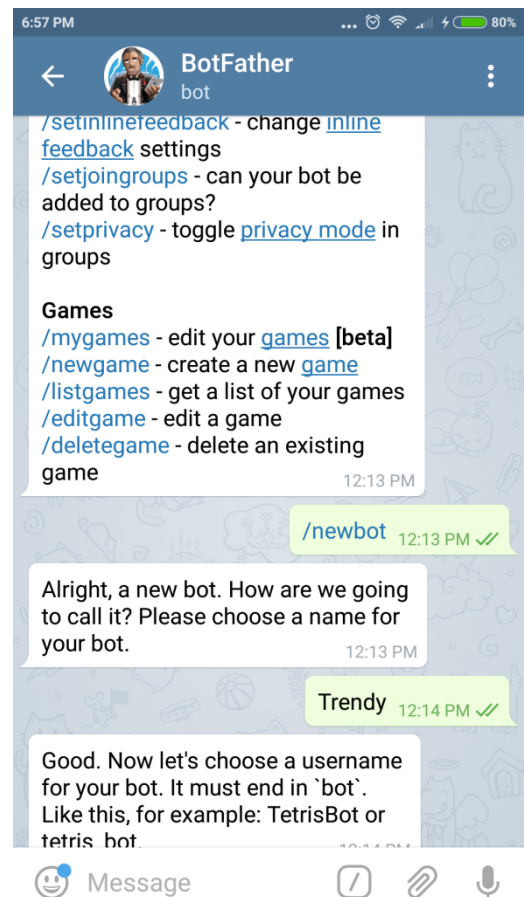 6:57 PM
... 80%
BotFather
bot
/setinlinefeedback - change inline
feedback settings
/setjoingroups - can your bot be
added to groups?
/setprivacy - toggle privacy mode in
groups
Games
/mygames - edit your games [beta]
/newgame - create a new game
/listgames - get a list of your games
/editgame - edit a game
/deletegame - delete an existing
game
12:13 PM
/newbot 12:13 PM
Alright, a new bot. How are we going
to call it? Please choose a name for
your bot.
12:13 PM
Trendy 12:14 PM
Good. Now let's choose a username
for your bot. It must end in `bot`.
Like this, for example: TetrisBot or
tetris_bot.
12:14 PM
Message